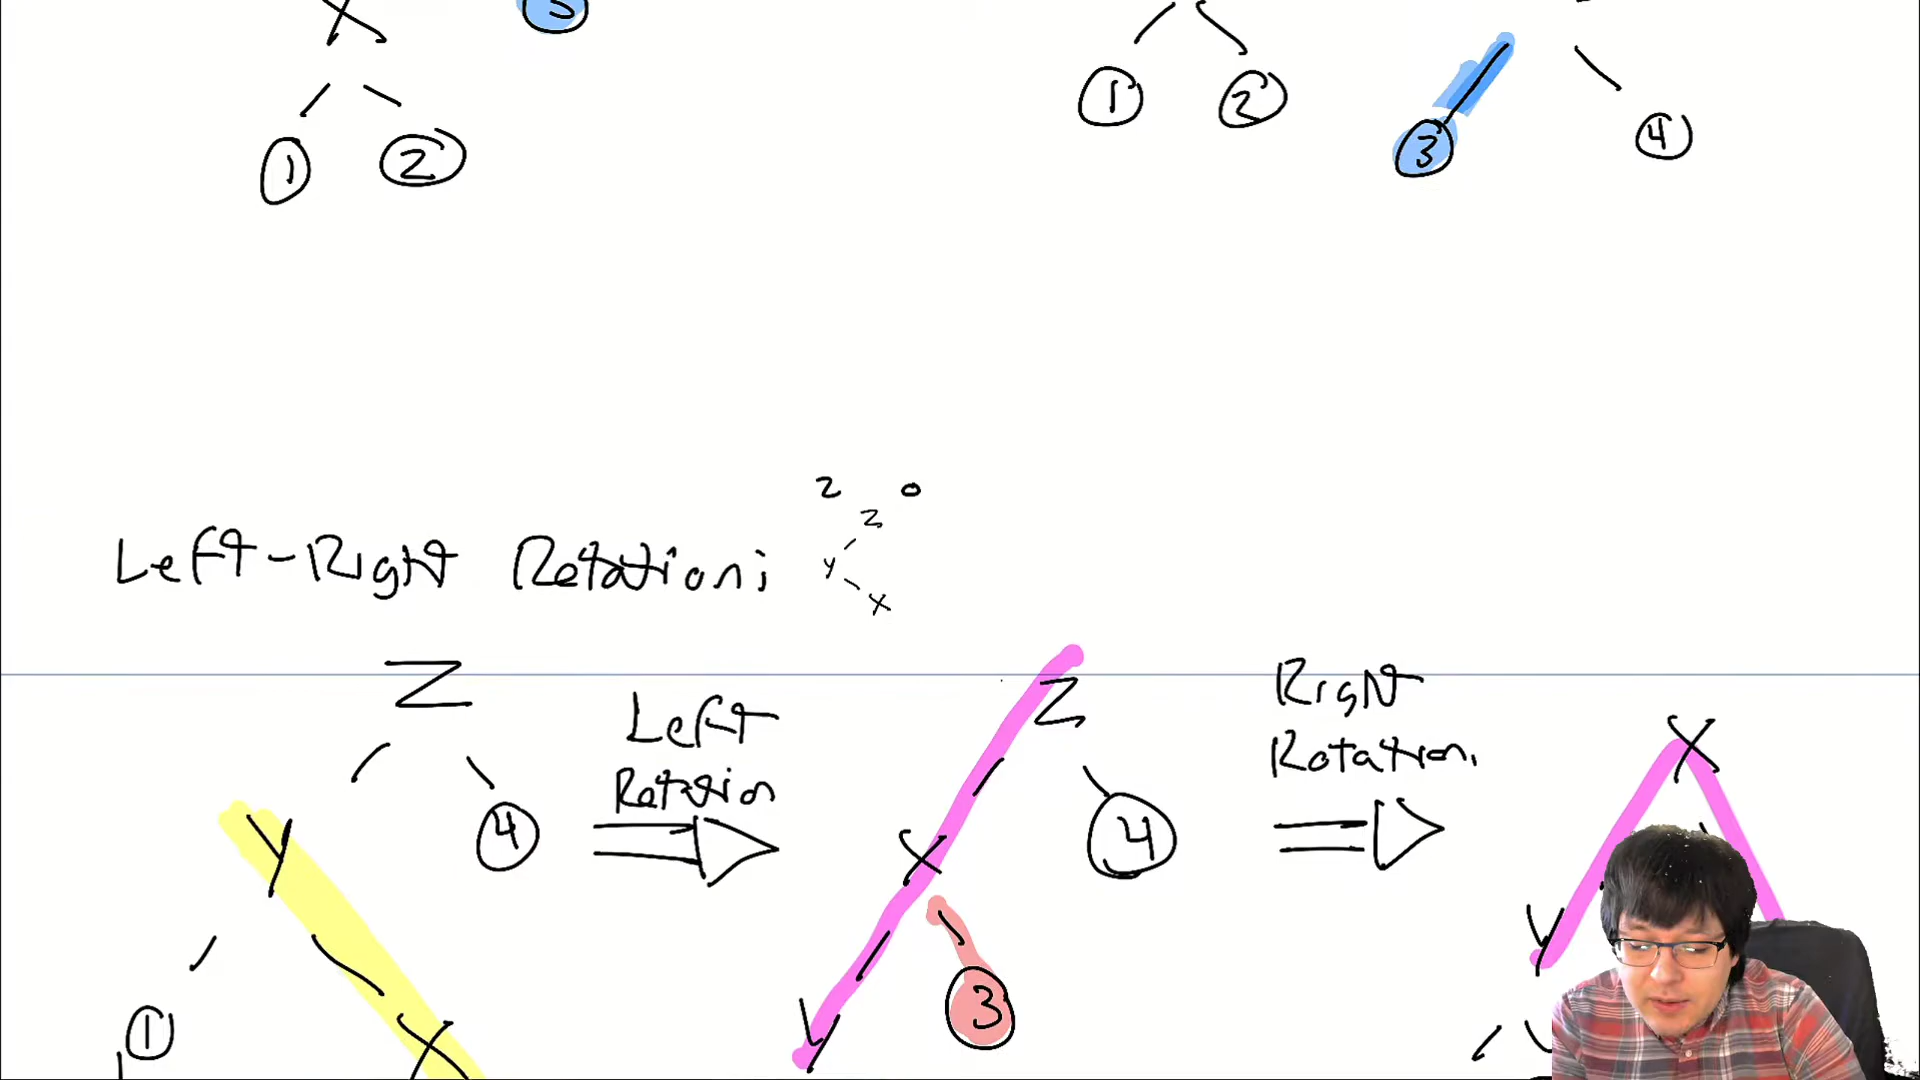 X
3
1
2
1
2
3
4
2 0
Left-Right Rotation:
Z
Y
X
Z
Left
Rotation
Z
Right
Rotation.
X
Y
4
X
4
Y
1
X
3
Y